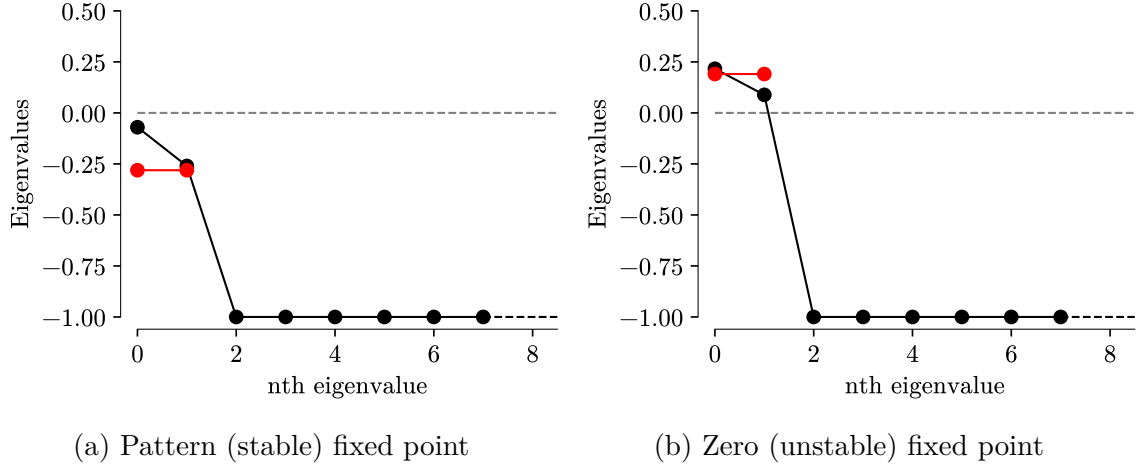 0.50
0.25
0.00
−0.25
−0.50
−0.75
−1.00
Eigenvalues
0 2 4 6 8
nth eigenvalue
(a) Pattern (stable) fixed point
0.50
0.25
0.00
−0.25
−0.50
−0.75
−1.00
Eigenvalues
0 2 4 6 8
nth eigenvalue
(b) Zero (unstable) fixed point